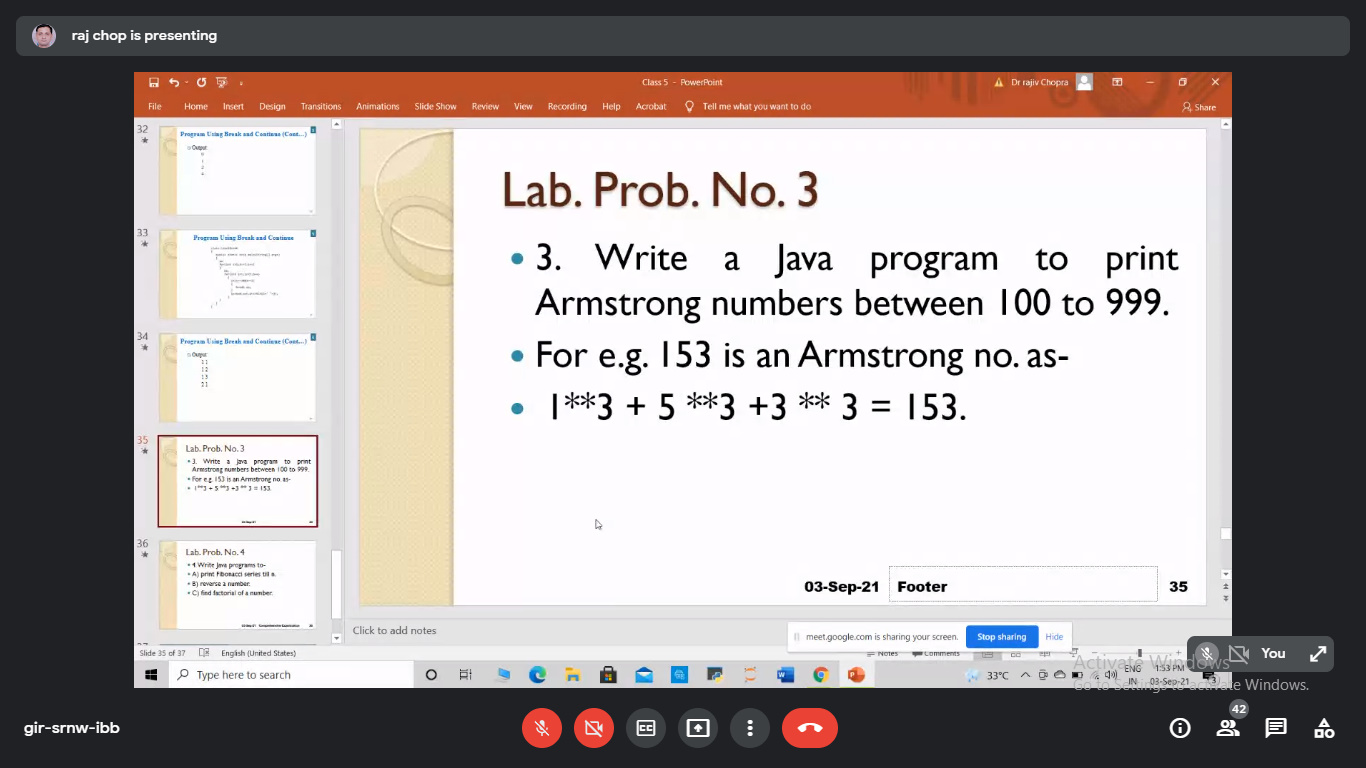 raj chop is presenting
Class 5 - PowerPoint
Dr rajiv Chopra
File Home Insert Design Transitions Animations Slide Show Review View Recording Help Acrobat Tell me what you want to do
Share
32
Program Using Break and Continue (Cont...)
Output
33
Program Using Break and Continue
34
Program Using Break and Continue (Cont...)
Output
1 1
1 2
1 3
2 1
35
Lab. Prob. No. 3
• 3. Write a Java program to print
Armstrong numbers between 100 to 999.
• For e.g. 153 is an Armstrong no. as-
• 1**3 + 5 **3 +3 ** 3 = 153.
03-Sep-21
36
Lab. Prob. No. 4
• 4. Write Java programs to-
• A) print Fibonacci series till n.
• B) reverse a number.
• C) find factorial of a number.
Lab. Prob. No. 3
• 3. Write a Java program to print
Armstrong numbers between 100 to 999.
• For e.g. 153 is an Armstrong no. as-
• 1**3 + 5 **3 +3 ** 3 = 153.
03-Sep-21 Footer 35
Click to add notes
meet.google.com is sharing your screen. Stop sharing Hide
Slide 35 of 37 English (United States)
Notes Comments
You
Type here to search
33°C
ENG
IN
1:53 PM
03-Sep-21
3
Activate Windows
Go to Settings to activate Windows.
gir-srnw-ibb
42